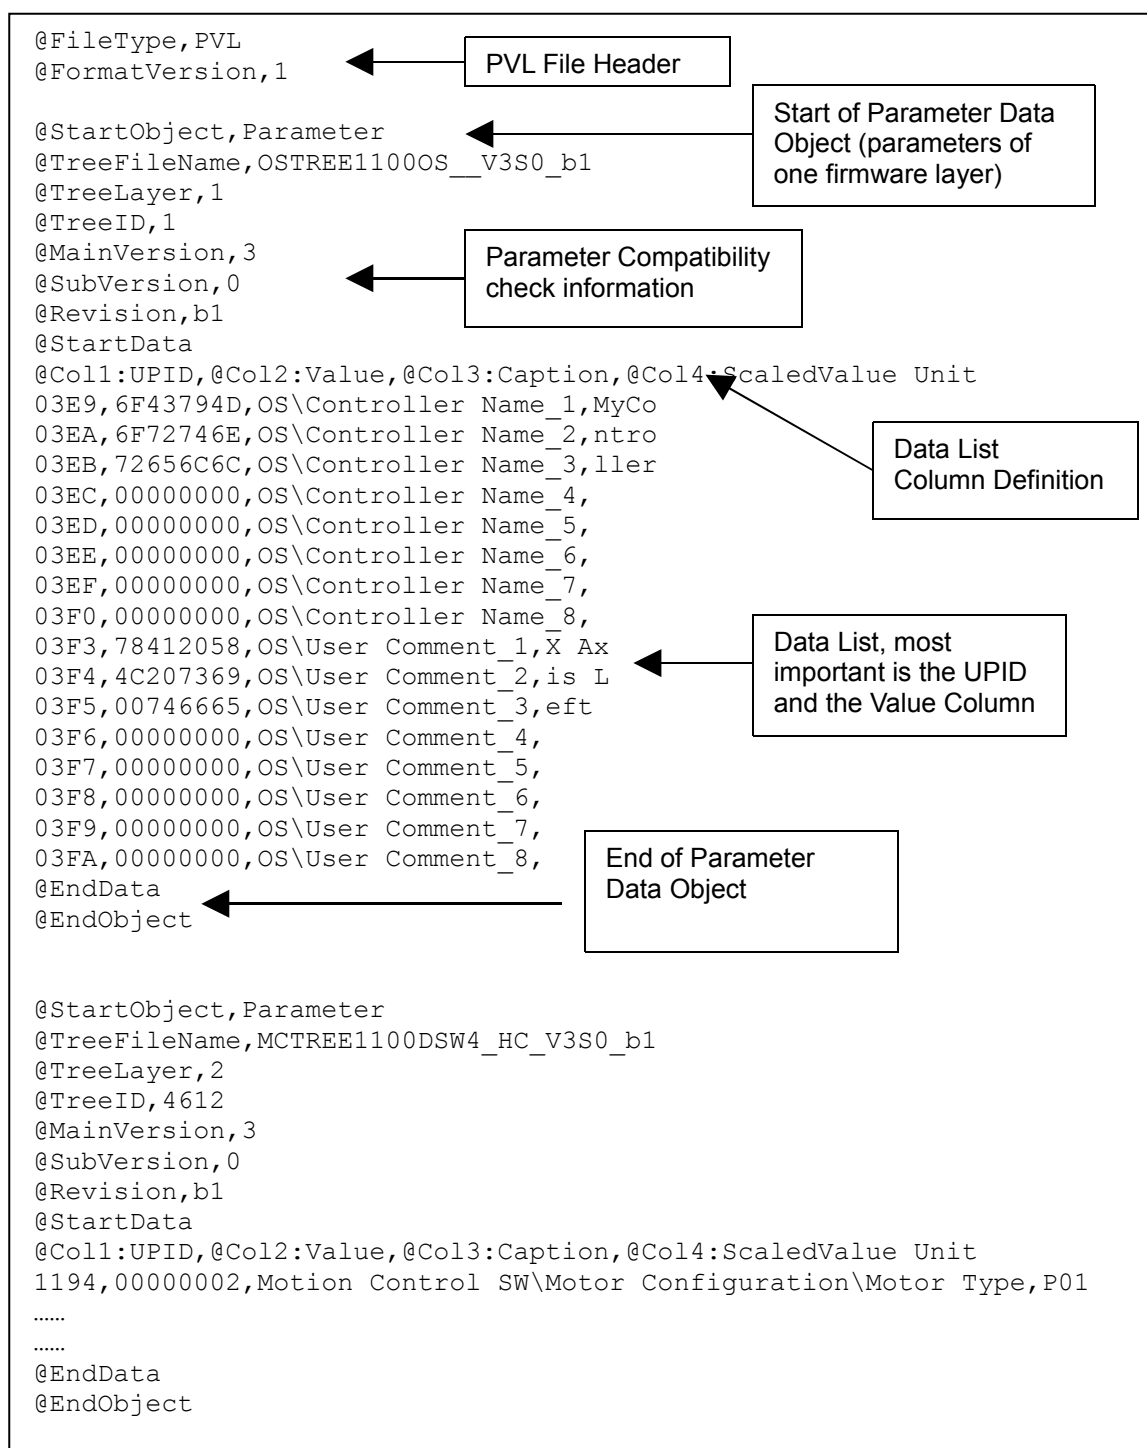 @FileType,PVL
@FormatVersion,1
PVL File Header
@StartObject,Parameter
@TreeFileName,OSTREE1100OS__V3S0_b1
@TreeLayer,1
@TreeID,1
@MainVersion,3
@SubVersion,0
@Revision,b1
@StartData
Start of Parameter Data
Object (parameters of
one firmware layer)
Parameter Compatibility
check information
@Col1:UPID,@Col2:Value,@Col3:Caption,@Col4:ScaledValue Unit
03E9,6F43794D,OS\Controller Name_1,MyCo
03EA,6F72746E,OS\Controller Name_2,ntro
03EB,72656C6C,OS\Controller Name_3,ller
03EC,00000000,OS\Controller Name_4,
03ED,00000000,OS\Controller Name_5,
03EE,00000000,OS\Controller Name_6,
03EF,00000000,OS\Controller Name_7,
03F0,00000000,OS\Controller Name_8,
03F3,78412058,OS\User Comment_1,X Ax
03F4,4C207369,OS\User Comment_2,is L
03F5,00746665,OS\User Comment_3,eft
03F6,00000000,OS\User Comment_4,
03F7,00000000,OS\User Comment_5,
03F8,00000000,OS\User Comment_6,
03F9,00000000,OS\User Comment_7,
03FA,00000000,OS\User Comment_8,
Data List
Column Definition
Data List, most
important is the UPID
and the Value Column
@EndData
@EndObject
End of Parameter
Data Object
@StartObject,Parameter
@TreeFileName,MCTREE1100DSW4_HC_V3S0_b1
@TreeLayer,2
@TreeID,4612
@MainVersion,3
@SubVersion,0
@Revision,b1
@StartData
@Col1:UPID,@Col2:Value,@Col3:Caption,@Col4:ScaledValue Unit
1194,00000002,Motion Control SW\Motor Configuration\Motor Type,P01
……
……
@EndData
@EndObject